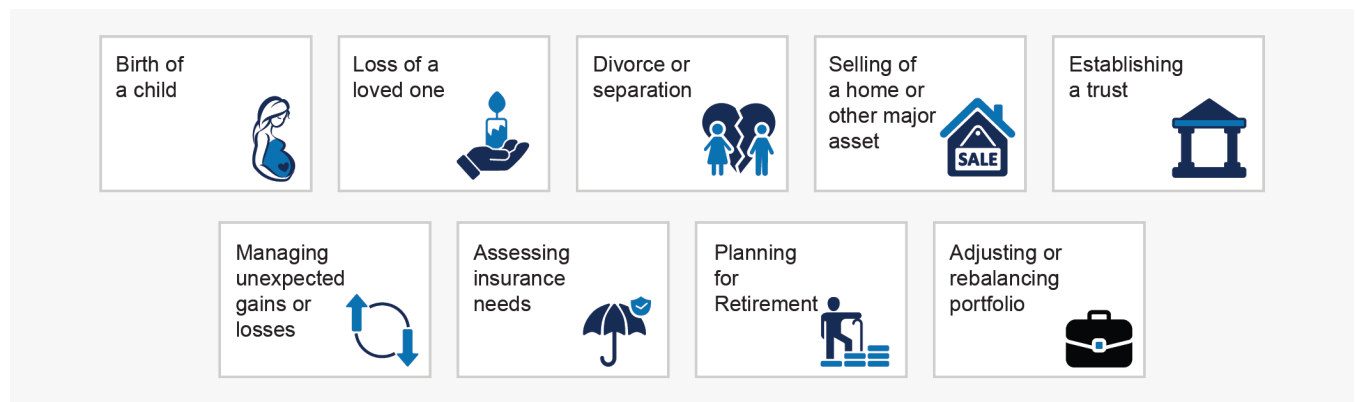 Birth of
a child
Loss of a
loved one
Divorce or
separation
Selling of
a home or
other major
asset
SALE
Establishing
a trust
Managing
unexpected
gains or
losses
Assessing
insurance
needs
Planning
for
Retirement
Adjusting or
rebalancing
portfolio